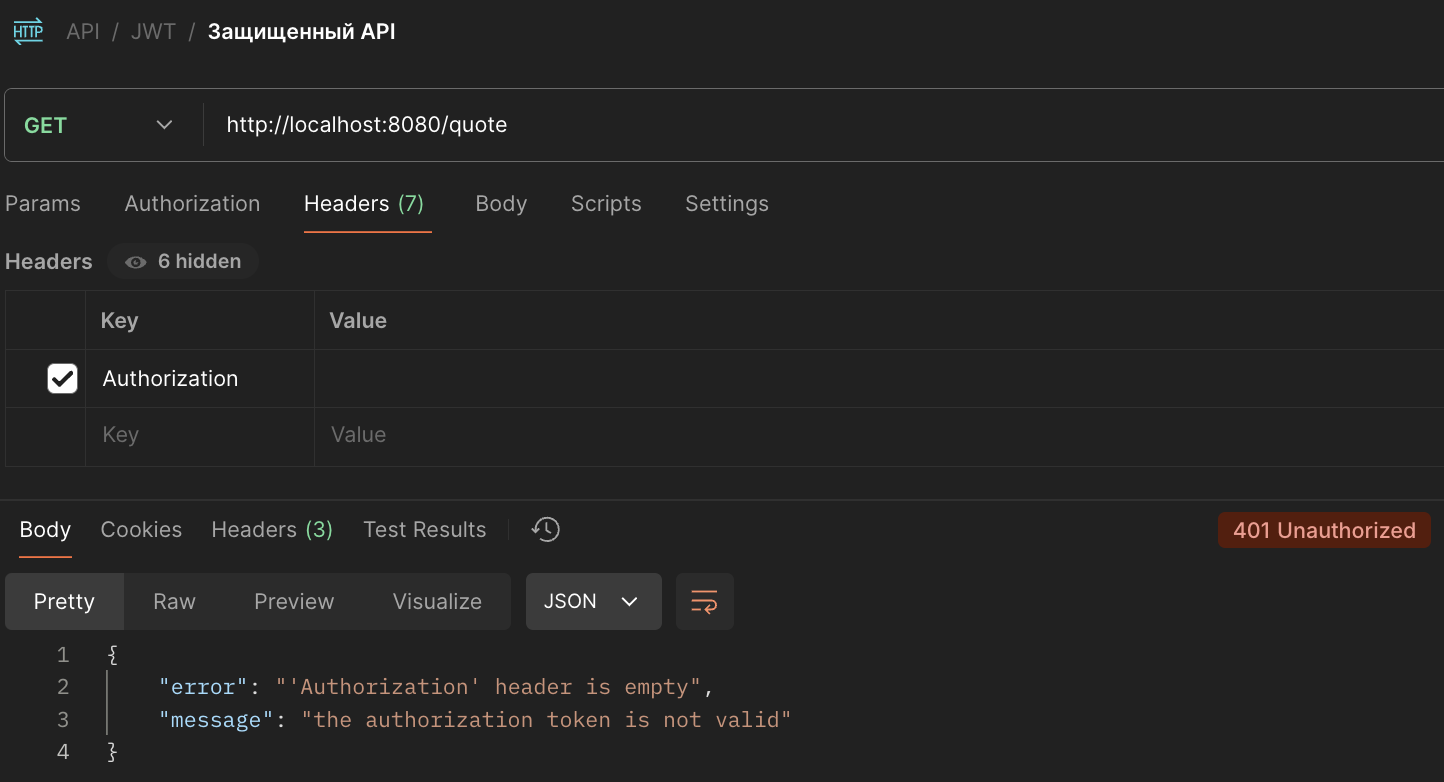 HTTP API / JWT / Защищенный API
GET http://localhost:8080/quote
Params Authorization Headers (7) Body Scripts Settings
Headers 6 hidden
Key Value
Authorization
Key Value
Body Cookies Headers (3) Test Results 401 Unauthorized
Pretty Raw Preview Visualize JSON
1 {
2 "error": "'Authorization' header is empty",
3 "message": "the authorization token is not valid"
4 }